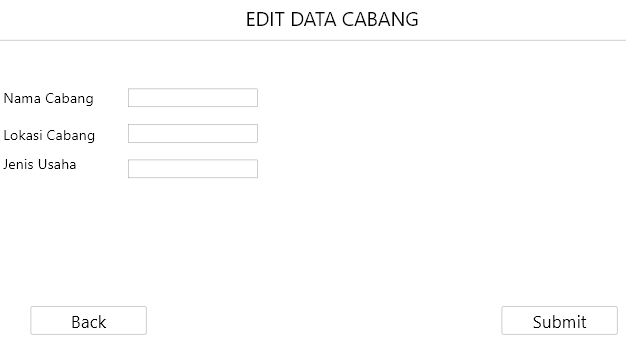 EDIT DATA CABANG
Nama Cabang
Lokasi Cabang
Jenis Usaha
Back
Submit